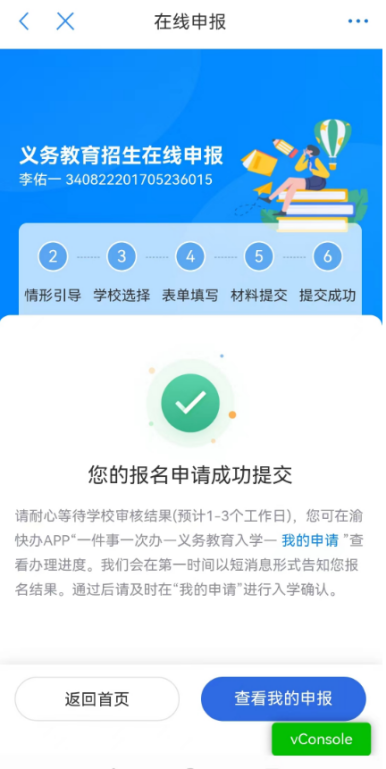 在线申报
义务教育招生在线申报
李佑一 340822201705236015
2 3 4 5 6
情形引导 学校选择 表单填写 材料提交 提交成功
您的报名申请成功提交
请耐心等待学校审核结果(预计1-3个工作日)，您可在渝
快办APP“一件事一次办—义务教育入学— 我的申请 ”查
看办理进度。我们会在第一时间以短消息形式告知您报
名结果。通过后请及时在“我的申请”进行入学确认。
返回首页 查看我的申报
vConsole